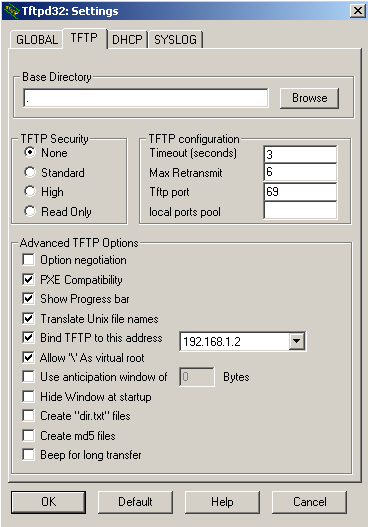 Tftpd32: Settings
GLOBAL TFTP DHCP SYSLOG
Base Directory
.
Browse
TFTP Security
None
Standard
High
Read Only
TFTP configuration
Timeout (seconds) 3
Max Retransmit 6
Tftp port 69
local ports pool
Advanced TFTP Options
Option negotiation
PXE Compatibility
Show Progress bar
Translate Unix file names
Bind TFTP to this address 192.168.1.2
Allow '\' As virtual root
Use anticipation window of 0 Bytes
Hide Window at startup
Create "dir.txt" files
Create md5 files
Beep for long transfer
OK Default Help Cancel